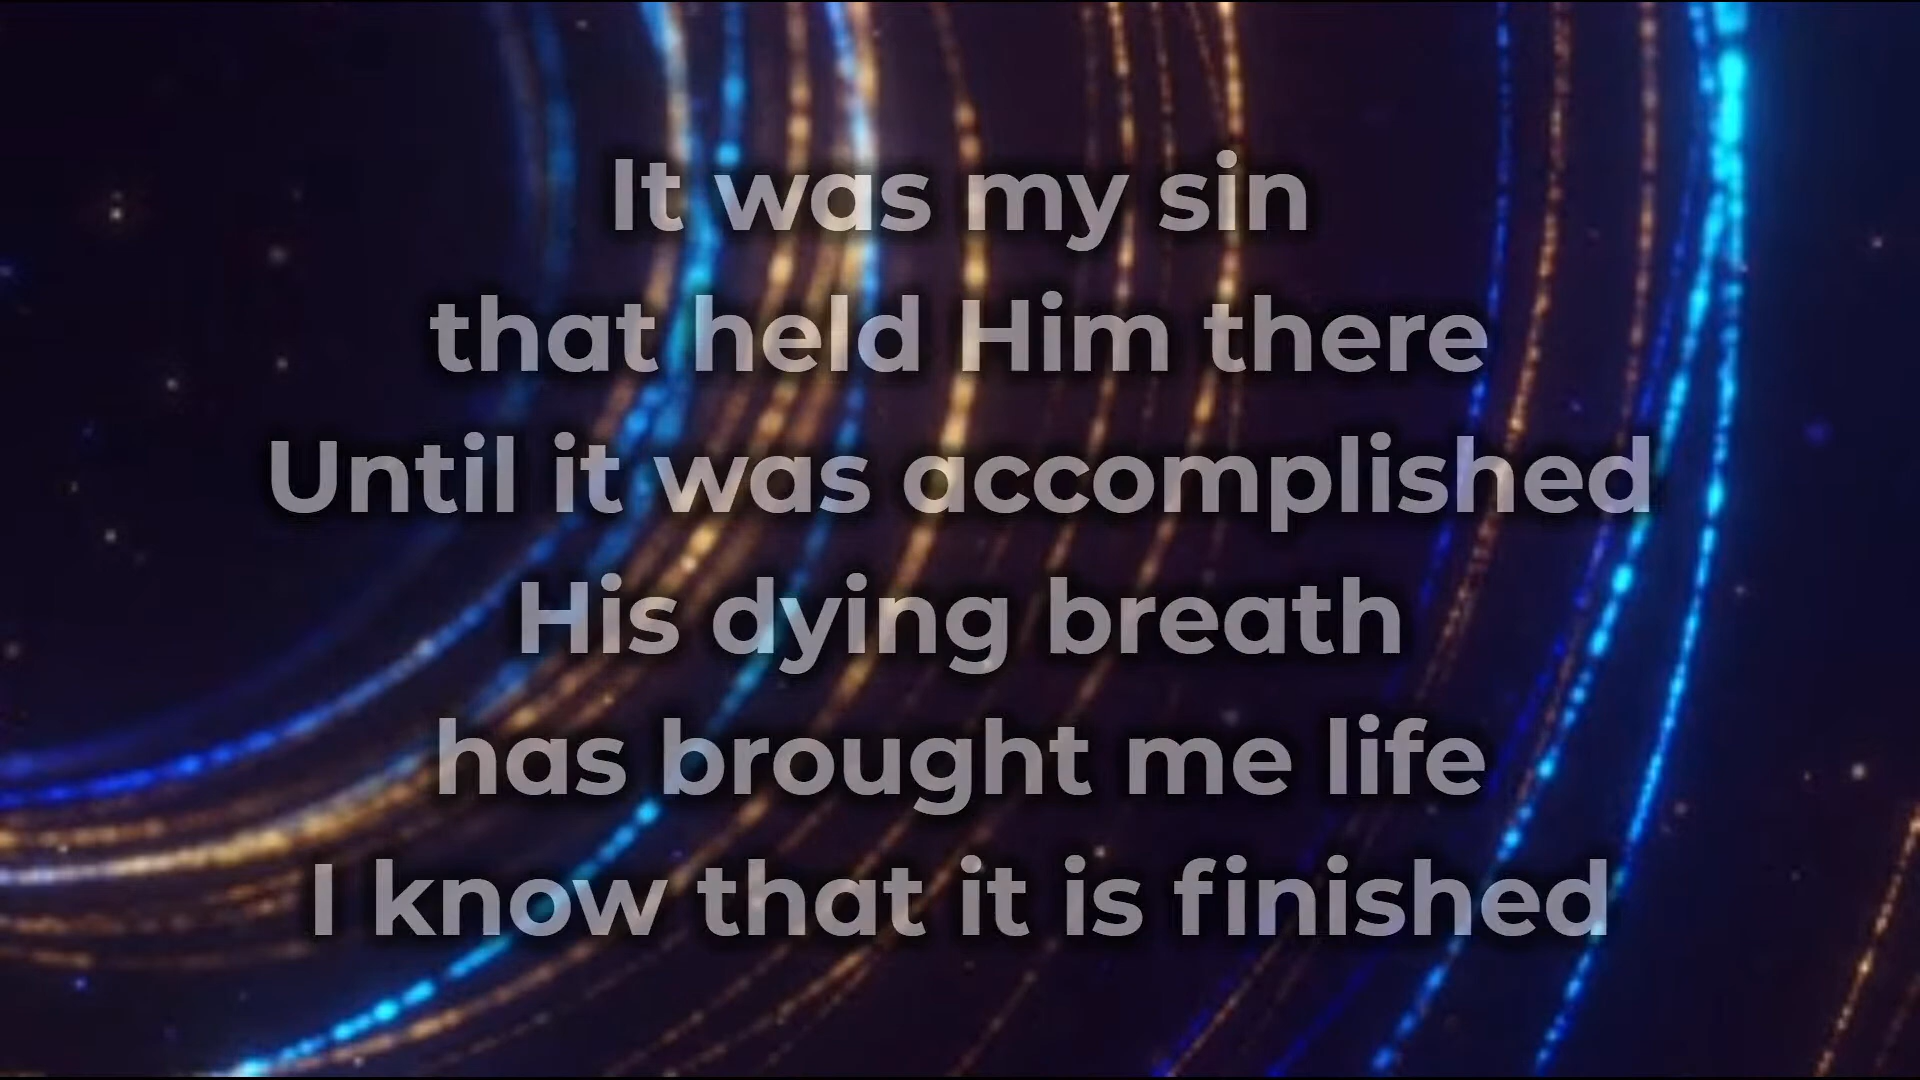 It was my sin
that held Him there
Until it was accomplished
His dying breath
has brought me life
I know that it is finished